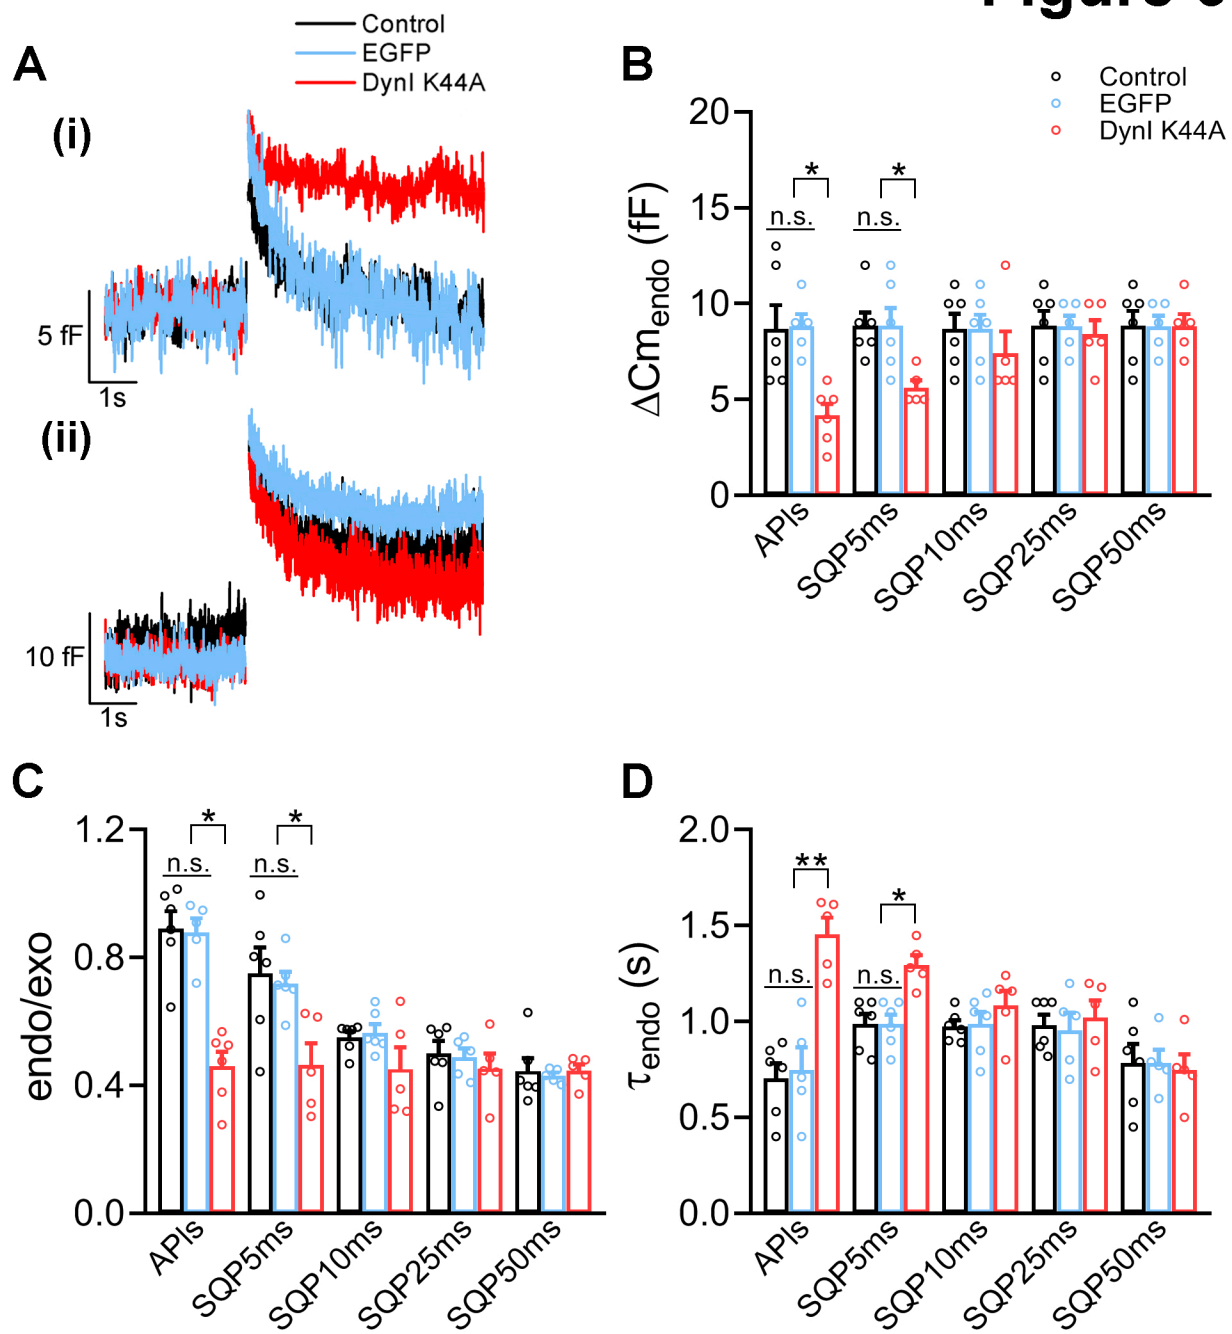 Figure
Control
EGFP
DynI K44A
A
(i)
5 fF
1s
(ii)
10 fF
1s
B
Control
EGFP
DynI K44A
20
15
10
5
0
ΔCmendo (fF)
*
*
n.s.
n.s.
APls
SQP5ms
SQP10ms
SQP25ms
SQP50ms
C
1.2
0.8
0.4
0.0
endo/exo
*
*
n.s.
n.s.
APls
SQP5ms
SQP10ms
SQP25ms
SQP50ms
D
2.0
1.5
1.0
0.5
0.0
τendo (s)
**
*
n.s.
n.s.
APls
SQP5ms
SQP10ms
SQP25ms
SQP50ms